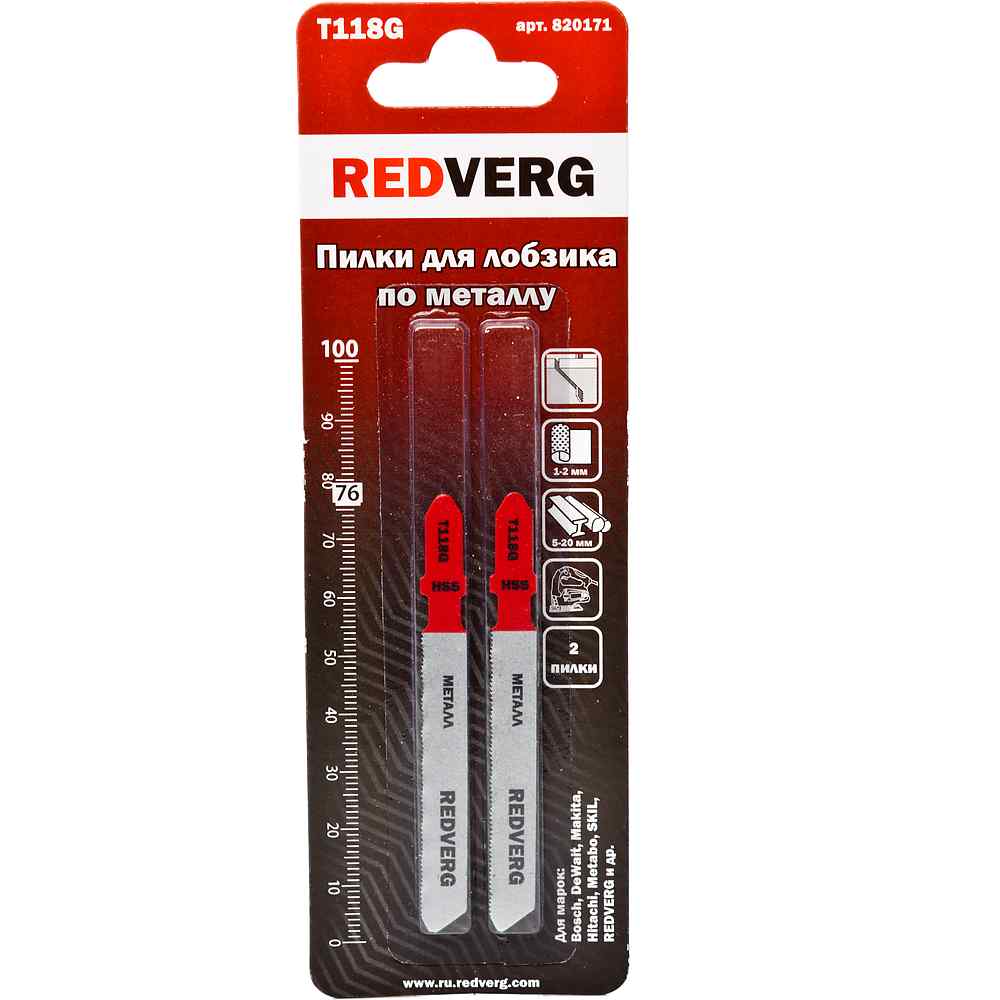 T118G
арт. 820171
REDVERG
Пилки для лобзика
по металлу
100
90
80
76
70
60
50
40
30
20
10
0
1-2 мм
5-20 мм
2
пилки
T118G
HSS
МЕТАЛЛ
REDVERG
T118G
HSS
МЕТАЛЛ
REDVERG
Для марок:
Bosch, DeWalt, Makita,
Hitachi, Metabo, SKIL,
REDVERG и др.
www.ru.redverg.com